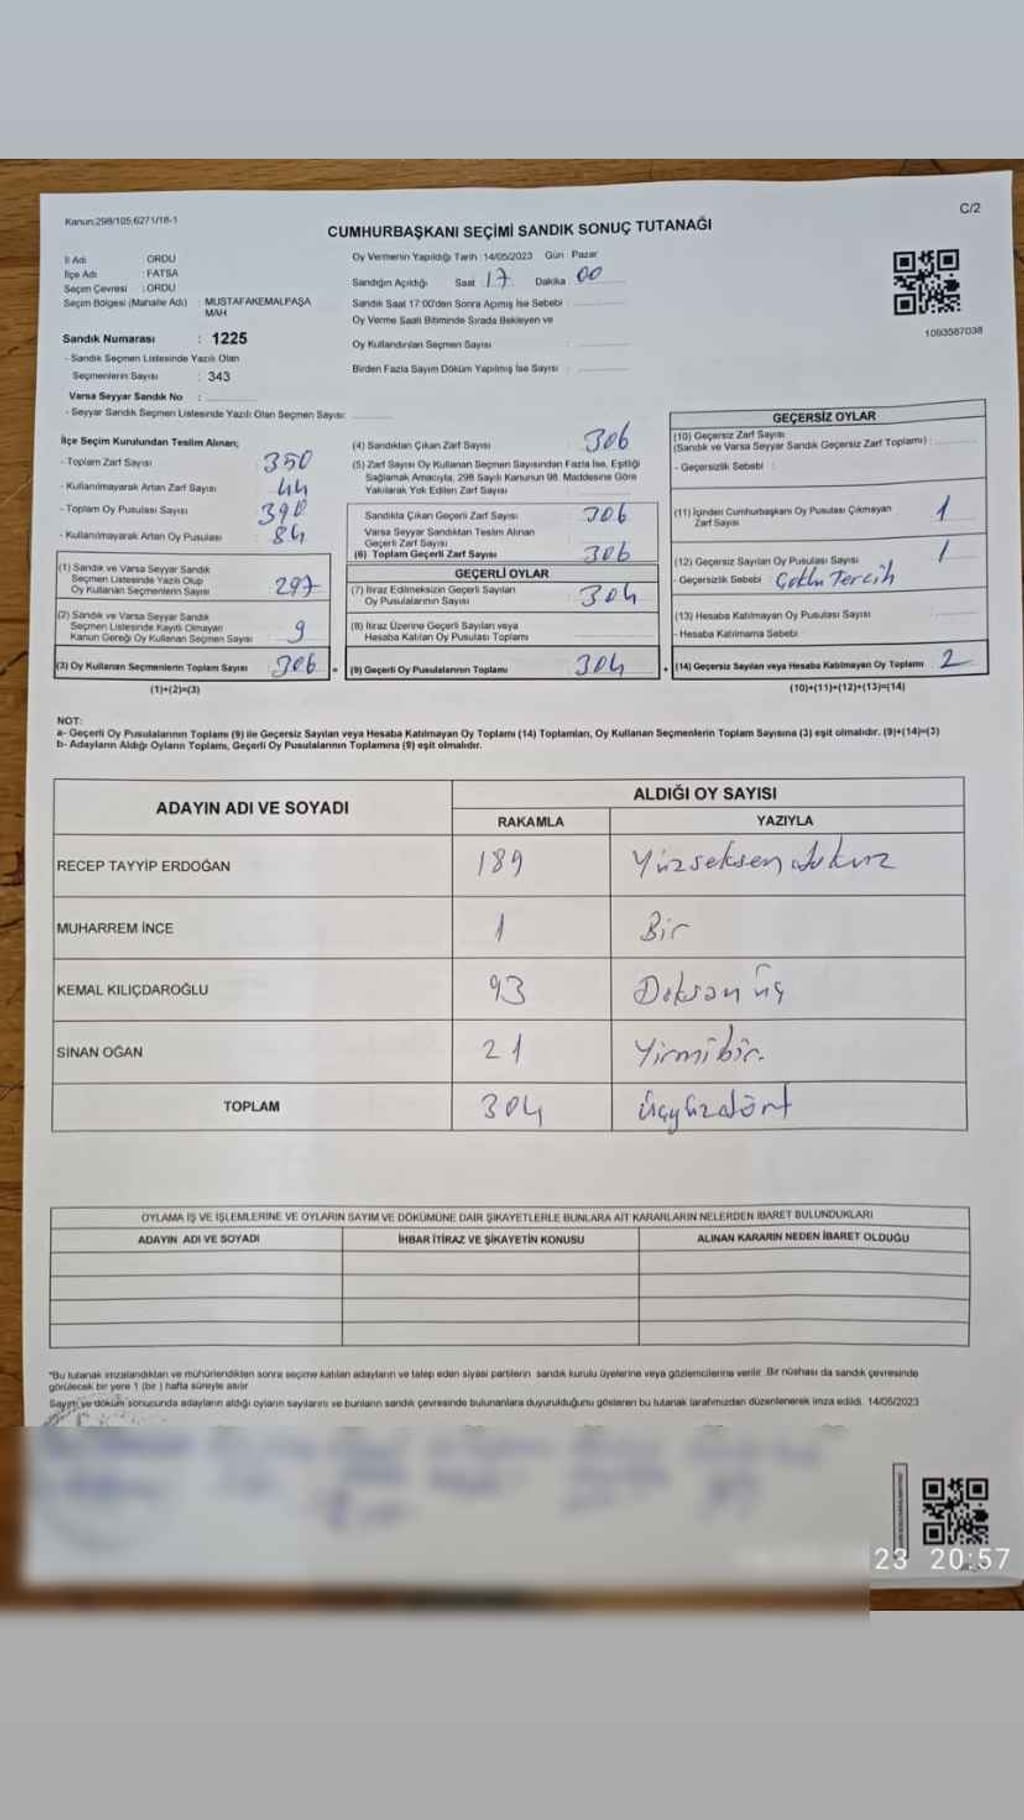 Kanun:298/105,6271/18-1
C/2
CUMHURBAŞKANI SEÇİMİ SANDIK SONUÇ TUTANAĞI
İl Adı : ORDU
İlçe Adı : FATSA
Seçim Çevresi : ORDU
Seçim Bölgesi (Mahalle Adı) : MUSTAFAKEMALPAŞA
MAH
Sandık Numarası : 1225
- Sandık Seçmen Listesinde Yazılı Olan
Seçmenlerin Sayısı : 343
Varsa Seyyar Sandık No :
- Seyyar Sandık Seçmen Listesinde Yazılı Olan Seçmen Sayısı:
Oy Vermenin Yapıldığı Tarih 14/05/2023 Gün Pazar
Sandığın Açıldığı Saat 17 Dakika 00
Sandık Saat 17:00'den Sonra Açımış İse Sebebi
Oy Verme Saati Bitiminde Sırada Bekleyen ve
Oy Kullandırılan Seçmen Sayısı :
Birden Fazla Sayım Döküm Yapılmış İse Sayısı :
1093587038
İlçe Seçim Kurulundan Teslim Alınan;
- Toplam Zarf Sayısı 350
- Kullanılmayarak Artan Zarf Sayısı 44
- Toplam Oy Pusulası Sayısı 390
- Kullanılmayarak Artan Oy Pusulası 84
(1) Sandık ve Varsa Seyyar Sandık
Seçmen Listesinde Yazılı Olup
Oy Kullanan Seçmenlerin Sayısı 297
(2) Sandık ve Varsa Seyyar Sandık
Seçmen Listesinde Kayıtlı Olmayan
Kanun Gereği Oy Kullanan Seçmen Sayısı 9
(3) Oy Kullanan Seçmenlerin Toplam Sayısı 306 =
(1)+(2)=(3)
(4) Sandıktan Çıkan Zarf Sayısı 306
(5) Zarf Sayısı Oy Kullanan Seçmen Sayısından Fazla İse, Eşitliği
Sağlamak Amacıyla, 298 Sayılı Kanunun 98. Maddesine Göre
Yakılarak Yok Edilen Zarf Sayısı
Sandıkta Çıkan Geçerli Zarf Sayısı 306
Varsa Seyyar Sandıktan Teslim Alınan
Geçerli Zarf Sayısı
(6) Toplam Geçerli Zarf Sayısı 306
GEÇERLİ OYLAR
(7) İtiraz Edilmeksizin Geçerli Sayılan
Oy Pusulalarının Sayısı 304
(8) İtiraz Üzerine Geçerli Sayılan veya
Hesaba Katılan Oy Pusulası Toplamı
(9) Geçerli Oy Pusulalarının Toplamı 304 +
GEÇERSİZ OYLAR
(10) Geçersiz Zarf Sayısı
(Sandık ve Varsa Seyyar Sandık Geçersiz Zarf Toplamı) :
- Geçersizlik Sebebi :
(11) İçinden Cumhurbaşkanı Oy Pusulası Çıkmayan
Zarf Sayısı 1
(12) Geçersiz Sayılan Oy Pusulası Sayısı 1
- Geçersizlik Sebebi Çoklu Tercih
(13) Hesaba Katılmayan Oy Pusulası Sayısı
- Hesaba Katılmama Sebebi
(14) Geçersiz Sayılan veya Hesaba Katılmayan Oy Toplamı 2
(10)+(11)+(12)+(13)=(14)
NOT:
a- Geçerli Oy Pusulalarının Toplamı (9) ile Geçersiz Sayılan veya Hesaba Katılmayan Oy Toplamı (14) Toplamları, Oy Kullanan Seçmenlerin Toplam Sayısına (3) eşit olmalıdır. (9)+(14)=(3)
b- Adayların Aldığı Oyların Toplamı, Geçerli Oy Pusulalarının Toplamına (9) eşit olmalıdır.
ADAYIN ADI VE SOYADI
ALDIĞI OY SAYISI
RAKAMLA YAZIYLA
RECEP TAYYİP ERDOĞAN 189 Yüzseksen dokuz
MUHARREM İNCE 1 Bir
KEMAL KILIÇDAROĞLU 93 Doksan üç
SİNAN OĞAN 21 Yirmibir.
TOPLAM 304 üçyüzdört
OYLAMA İŞ VE İŞLEMLERİNE VE OYLARIN SAYIM VE DÖKÜMÜNE DAİR ŞİKAYETLERLE BUNLARA AİT KARARLARIN NELERDEN İBARET BULUNDUKLARI
ADAYIN ADI VE SOYADI İHBAR İTİRAZ VE ŞİKAYETİN KONUSU ALINAN KARARIN NEDEN İBARET OLDUĞU
*Bu tutanak imzalandıktan ve mühürlendikten sonra seçime katılan adayların ve talep eden siyasi partilerin sandık kurulu üyelerine veya gözlemcilerine verilir. Bir nüshası da sandık çevresinde
görülecek bir yere 1 (bir) hafta süreyle asılır
Sayım ve döküm sonucunda adayların aldığı oyların sayılarını ve bunların sandık çevresinde bulunanlara duyurulduğunu gösteren bu tutanak tarafımızdan düzenlenerek imza edildi. 14/05/2023
23 20:57